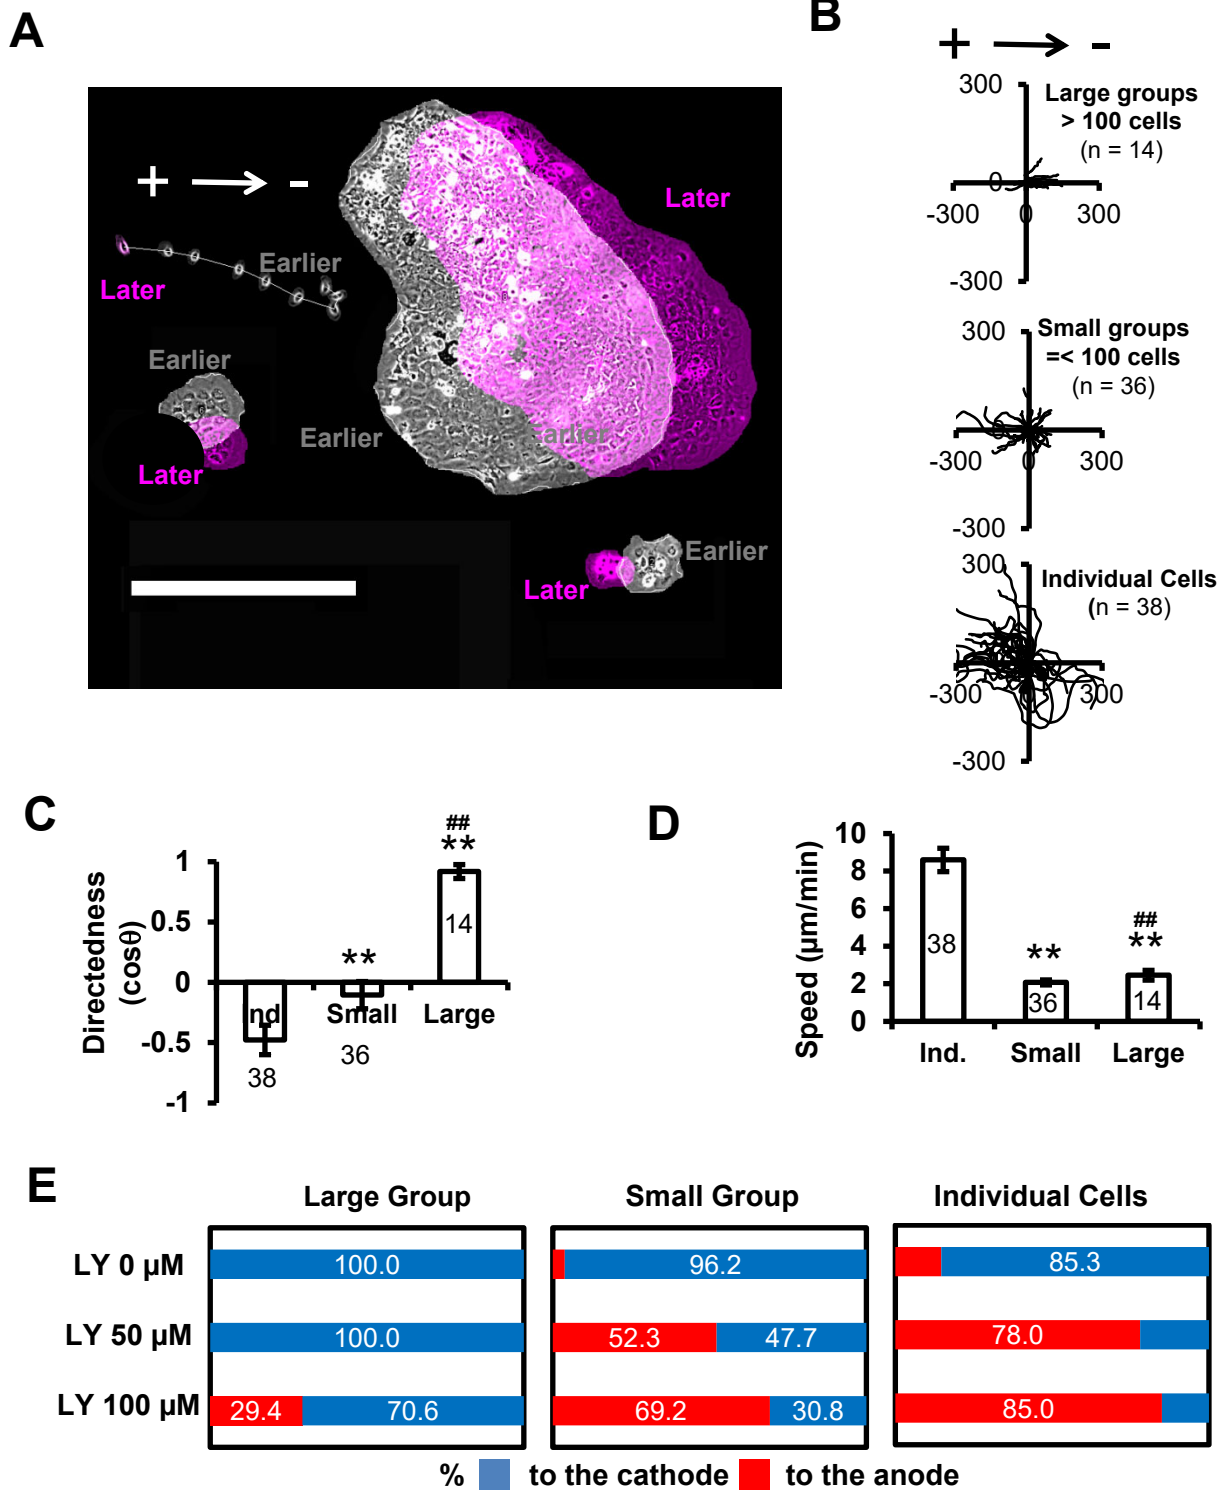 A
+ → -
Later
Earlier
Later
Earlier
Earlier
Earlier
Later
Earlier
Later
B
+ → -
300
Large groups
> 100 cells
(n = 14)
0
-300 0 300
-300
300
Small groups
=< 100 cells
(n = 36)
-300 0 300
-300
300
Individual Cells
(n = 38)
-300 0 300
-300
C
Directedness
(cosθ)
1
0.5
0
-0.5
-1
##
**
14
**
Ind Small Large
36
38
D
Speed (µm/min)
10
8
6
4
2
0
38
**
36
##
**
14
Ind. Small Large
E
Large Group Small Group Individual Cells
LY 0 µM 100.0 96.2 85.3
LY 50 µM 100.0 52.3 47.7 78.0
LY 100 µM 29.4 70.6 69.2 30.8 85.0
% to the cathode to the anode